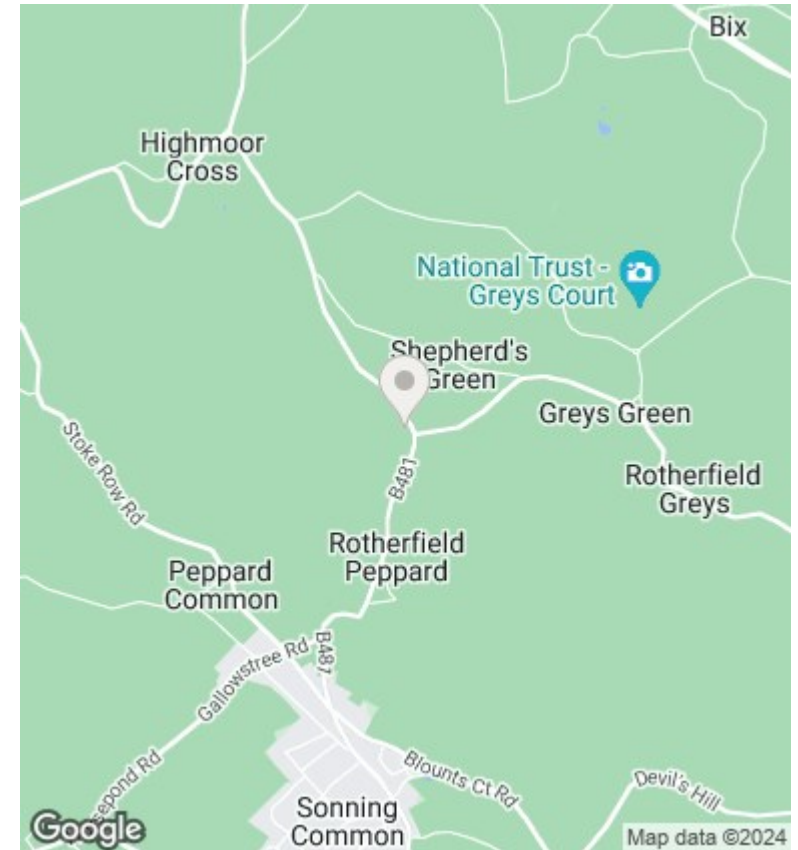 Bix
Highmoor
Cross
National Trust -
Greys Court
Shepherd's
Green
Greys Green
Stoke Row Rd
B481
Rotherfield
Greys
Rotherfield
Peppard
Peppard
Common
B481
Gallowstree Rd
Blounts Ct Rd
Devil's Hill
Sonning
Common
Google
Map data ©2024